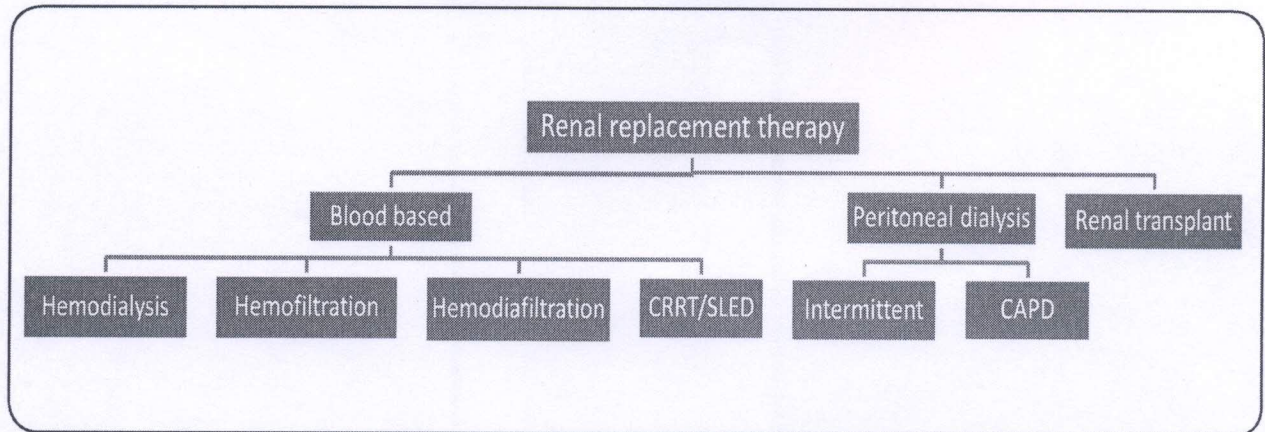 Renal replacement therapy
Blood based
Peritoneal dialysis
Renal transplant
Hemodialysis
Hemofiltration
Hemodiafiltration
CRRT/SLED
Intermittent
CAPD